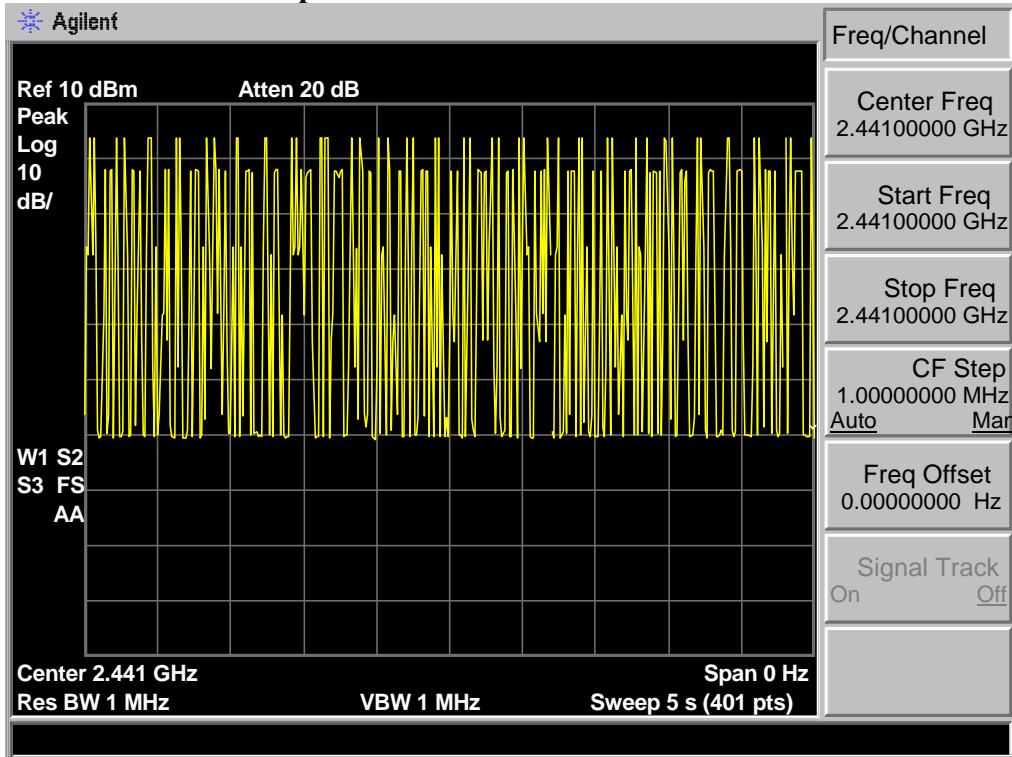 Agilent
Freq/Channel
Ref 10 dBm Atten 20 dB
Peak
Log
10
dB/
W1 S2
S3 FS
AA
Center 2.441 GHz Span 0 Hz
Res BW 1 MHz VBW 1 MHz Sweep 5 s (401 pts)
Center Freq
2.44100000 GHz
Start Freq
2.44100000 GHz
Stop Freq
2.44100000 GHz
CF Step
1.00000000 MHz
Auto Man
Freq Offset
0.00000000 Hz
Signal Track
On Off